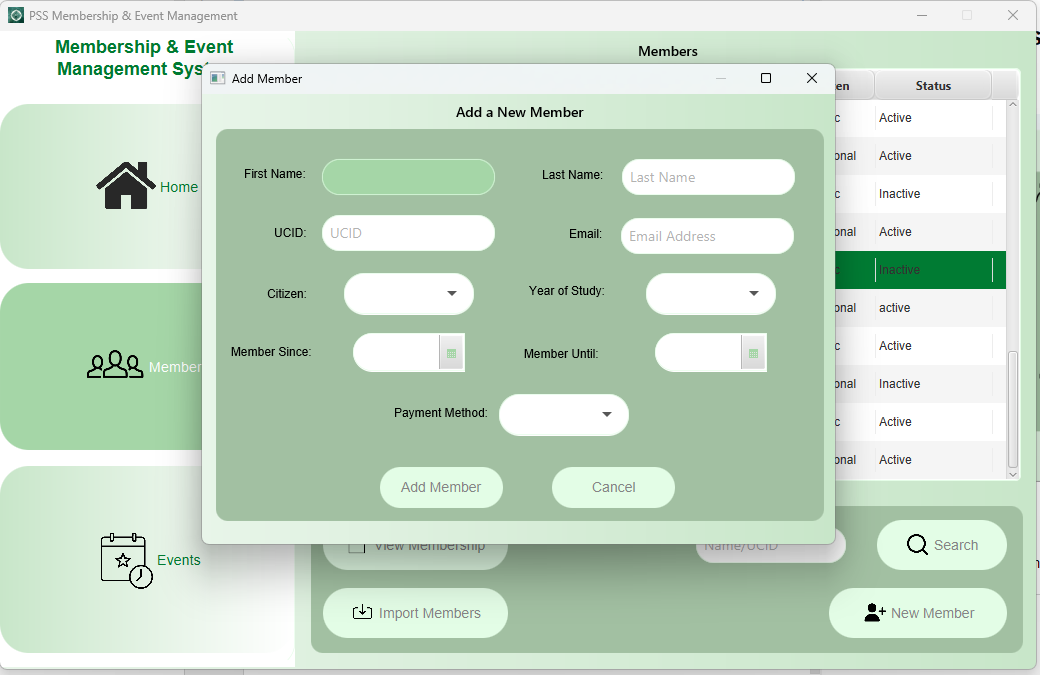 PSS Membership & Event Management
Membership & Event
Management Sys
Members
Add Member
Add a New Member
First Name:
Last Name:
Last Name
UCID:
UCID
Email:
Email Address
Citizen:
Year of Study:
Member Since:
Member Until:
Payment Method:
Add Member
Cancel
Home
Member
Events
en
Status
c
Active
onal
Active
c
Inactive
onal
Active
Inactive
onal
active
c
Active
onal
Inactive
c
Active
onal
Active
View Membership
Name/UCID
Search
Import Members
New Member